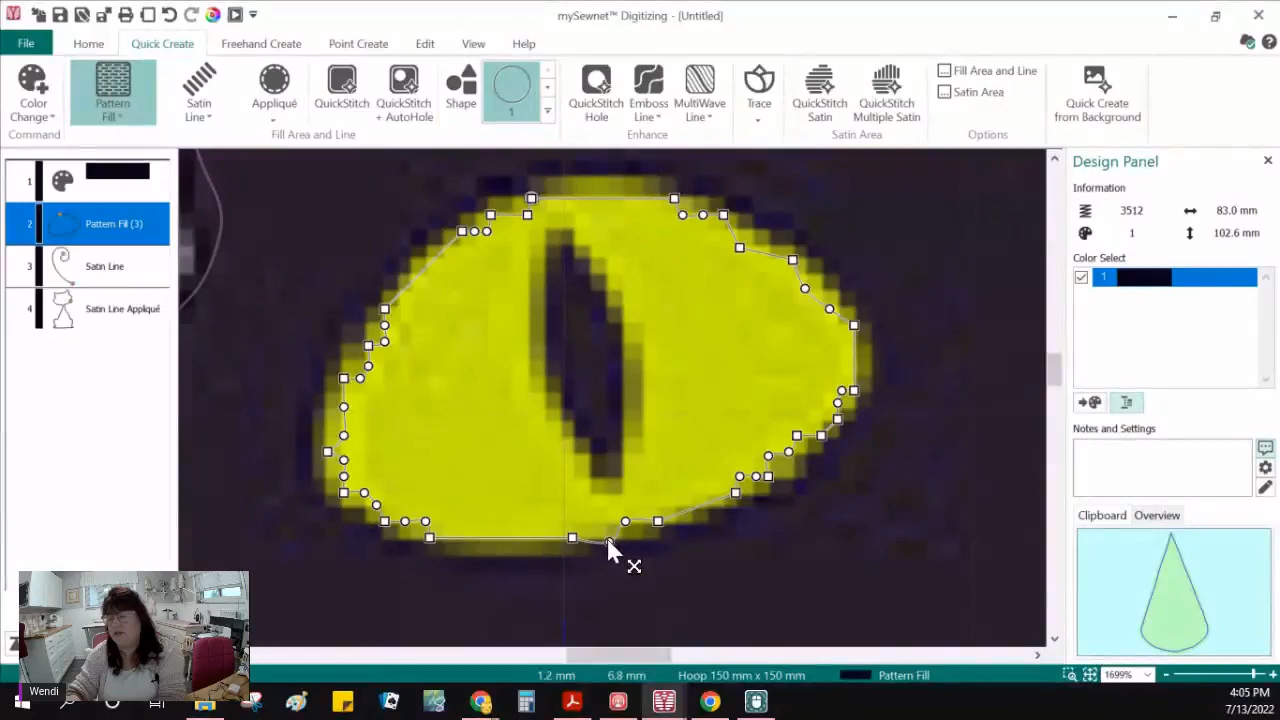 mySewnet™ Digitizing - [Untitled]
File Home Quick Create Freehand Create Point Create Edit View Help
Color Change
Pattern Fill
Satin Line
Appliqué
QuickStitch
QuickStitch + AutoHole
Shape
1
QuickStitch Hole
Emboss Line
MultiWave Line
Trace
QuickStitch Satin
QuickStitch Multiple Satin
Fill Area and Line
Satin Area
Quick Create from Background
Command
Fill Area and Line
Enhance
Satin Area
Options
1
2 Pattern Fill (3)
3 Satin Line
4 Satin Line Appliqué
Design Panel
Information
3512 83.0 mm
1 102.6 mm
Color Select
1
Notes and Settings
Contents Overview
Wendi
1.2 mm 6.8 mm Hoop 150 mm x 150 mm Pattern Fill 1699%
4:05 PM
7/13/2022